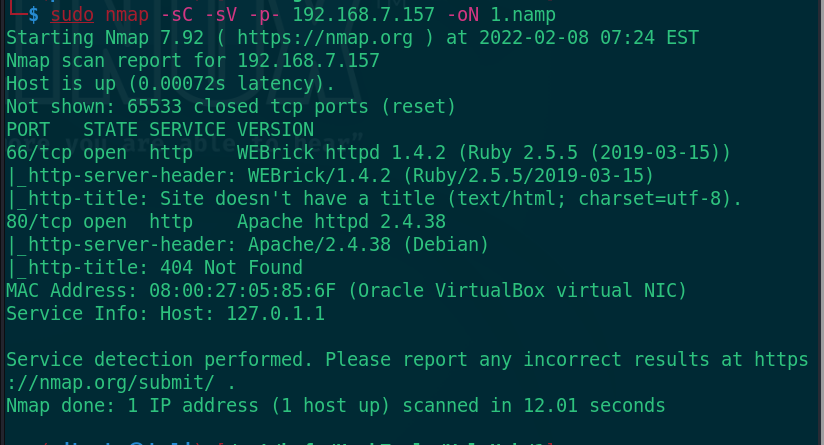 └─$ sudo nmap -sC -sV -p- 192.168.7.157 -oN 1.namp
Starting Nmap 7.92 ( https://nmap.org ) at 2022-02-08 07:24 EST
Nmap scan report for 192.168.7.157
Host is up (0.00072s latency).
Not shown: 65533 closed tcp ports (reset)
PORT   STATE SERVICE VERSION
66/tcp open  http    WEBrick httpd 1.4.2 (Ruby 2.5.5 (2019-03-15))
|_http-server-header: WEBrick/1.4.2 (Ruby/2.5.5/2019-03-15)
|_http-title: Site doesn't have a title (text/html; charset=utf-8).
80/tcp open  http    Apache httpd 2.4.38
|_http-server-header: Apache/2.4.38 (Debian)
|_http-title: 404 Not Found
MAC Address: 08:00:27:05:85:6F (Oracle VirtualBox virtual NIC)
Service Info: Host: 127.0.1.1
Service detection performed. Please report any incorrect results at https
://nmap.org/submit/ .
Nmap done: 1 IP address (1 host up) scanned in 12.01 seconds